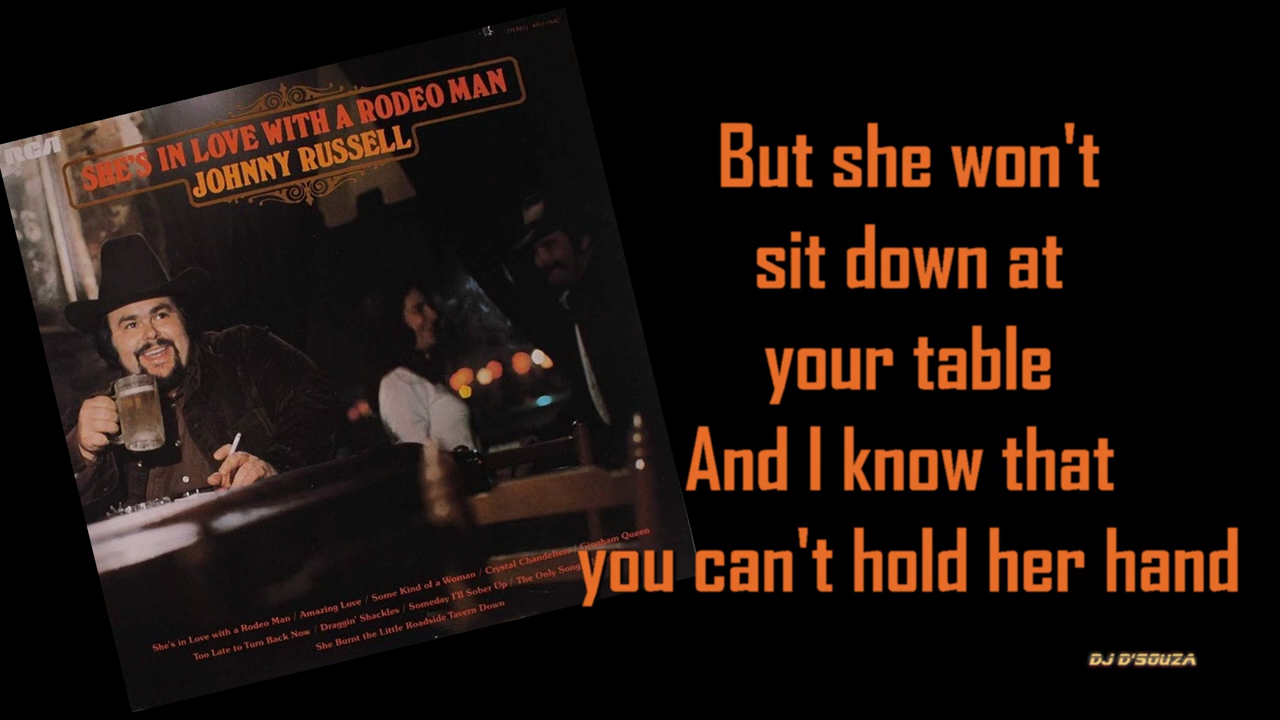 RCA
SHE'S IN LOVE WITH A RODEO MAN
JOHNNY RUSSELL
She's in Love with a Rodeo Man / Amazing Love / Some Kind of a Woman / Crystal Chandeliers / Gingham Queen
Too Late to Turn Back Now / Draggin' Shackles / Someday I'll Sober Up / The Only Song
She Burnt the Little Roadside Tavern Down
But she won't
sit down at
your table
And I know that
you can't hold her hand
DJ D'SOUZA